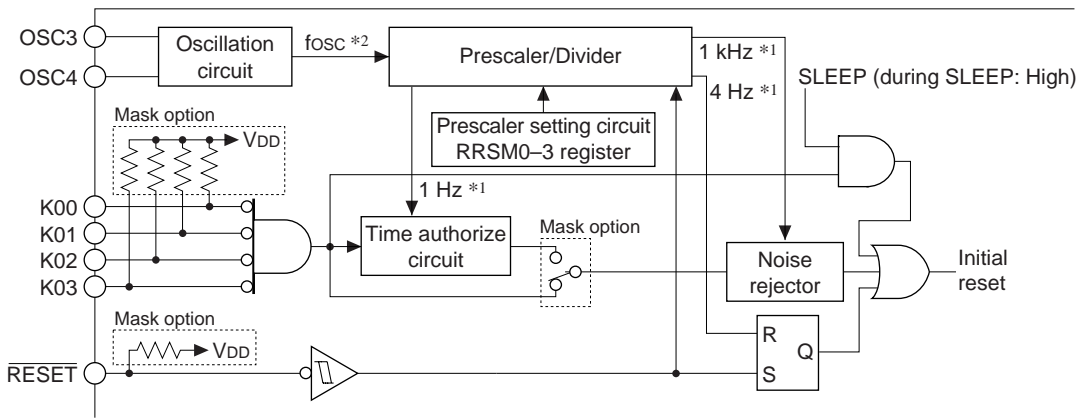 OSC3
OSC4
Oscillation
circuit
fOSC *2
Prescaler/Divider
1 kHz *1
4 Hz *1
SLEEP (during SLEEP: High)
Mask option
VDD
Prescaler setting circuit
RRSM0–3 register
1 Hz *1
K00
K01
K02
K03
Time authorize
circuit
Mask option
Noise
rejector
Initial
reset
Mask option
VDD
RESET
R
S
Q